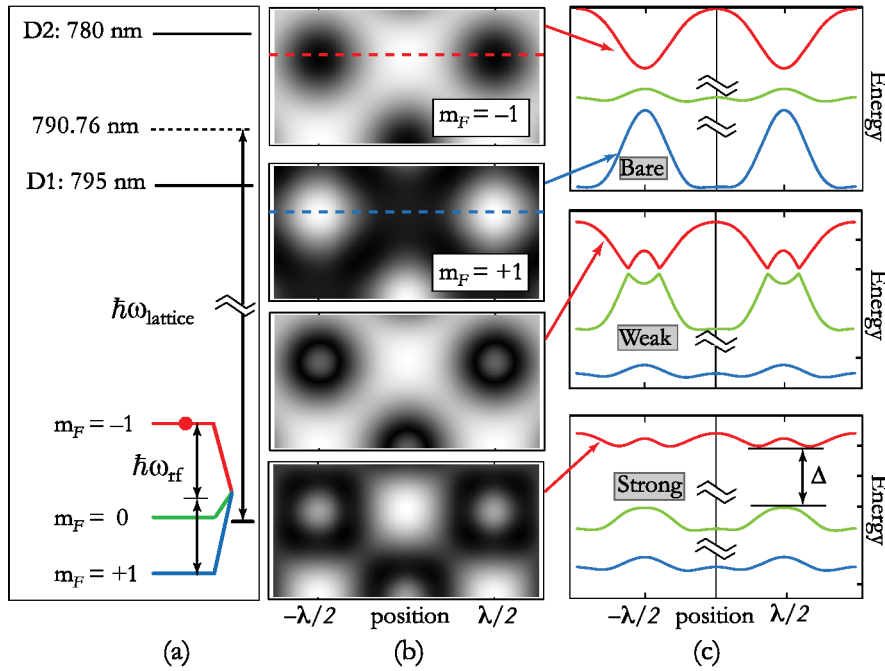 D2: 780 nm
790.76 nm
D1: 795 nm
ħω_lattice
m_F = –1
ħω_rf
m_F = 0
m_F = +1
(a)
m_F = –1
m_F = +1
–λ/2 position λ/2
(b)
Energy
Bare
Weak
Energy
Strong
Δ
–λ/2 position λ/2
(c)